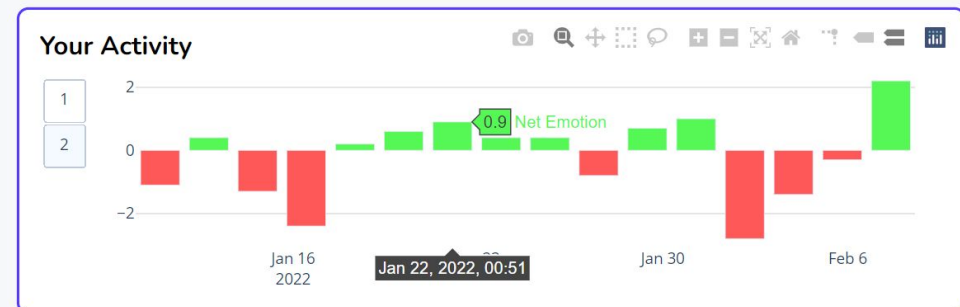 Your Activity
1
2
2
0
−2
0.9 Net Emotion
Jan 16
2022
Jan 22, 2022, 00:51
Jan 30
Feb 6